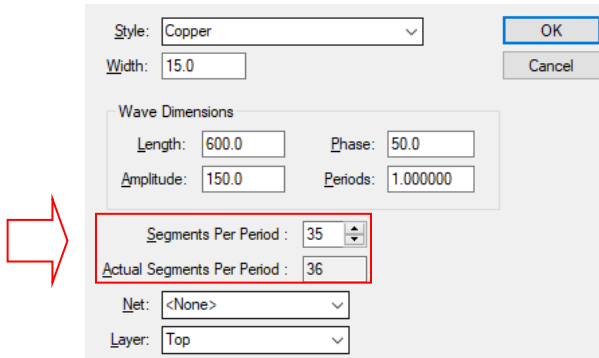 Style: Copper OK
Width: 15.0 Cancel
Wave Dimensions
Length: 600.0 Phase: 50.0
Amplitude: 150.0 Periods: 1.000000
Segments Per Period : 35
Actual Segments Per Period : 36
Net: <None>
Layer: Top